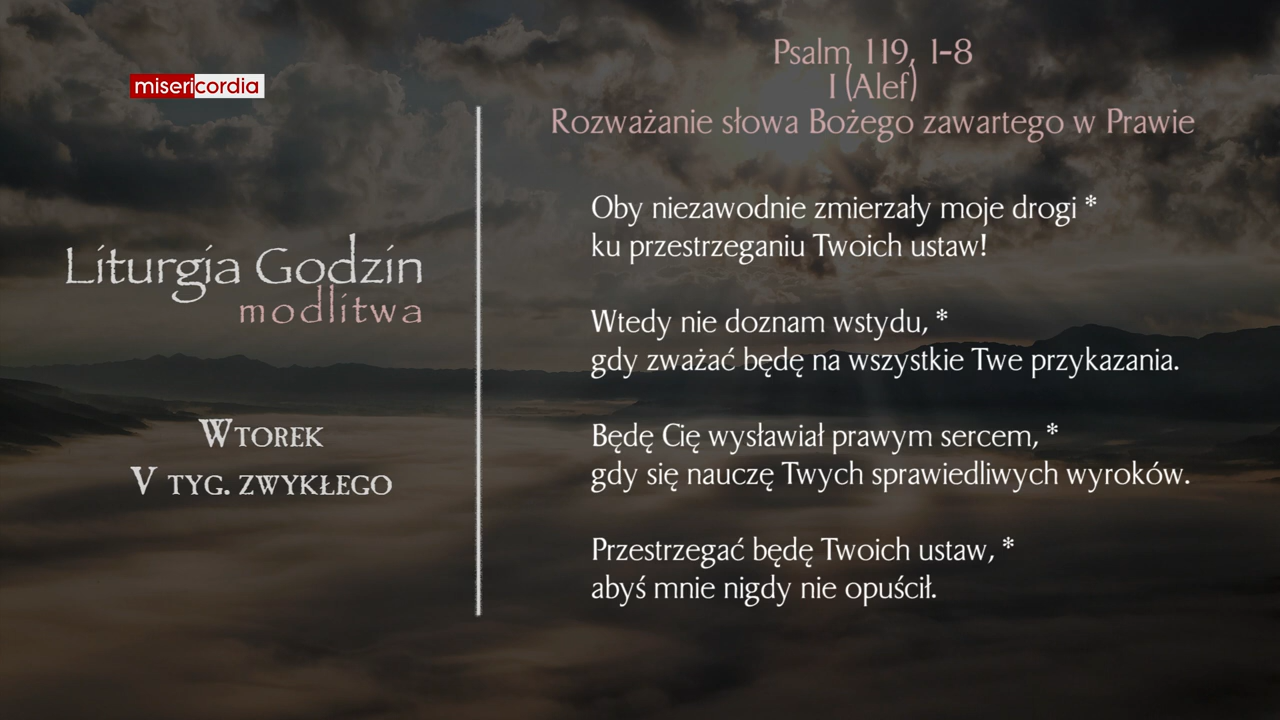 misericordia
Liturgia Godzin
modlitwa
Wtorek
V tyg. zwykłego
Psalm 119, 1-8
I (Alef)
Rozważanie słowa Bożego zawartego w Prawie
Oby niezawodnie zmierzały moje drogi *
ku przestrzeganiu Twoich ustaw!
Wtedy nie doznam wstydu, *
gdy zważać będę na wszystkie Twe przykazania.
Będę Cię wysławiał prawym sercem, *
gdy się nauczę Twych sprawiedliwych wyroków.
Przestrzegać będę Twoich ustaw, *
abyś mnie nigdy nie opuścił.